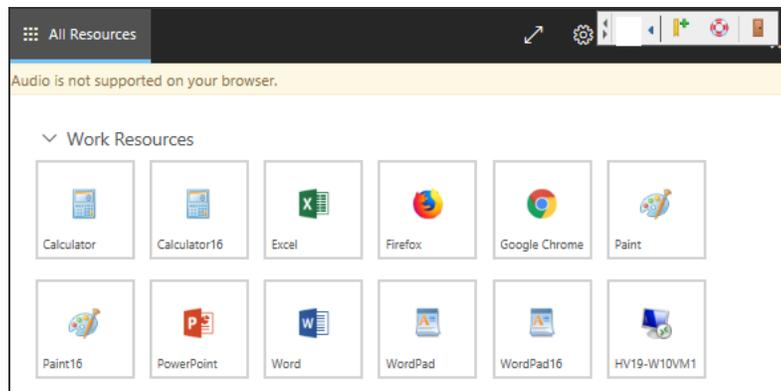 All Resources
Audio is not supported on your browser.
Work Resources
Calculator
Calculator16
Excel
Firefox
Google Chrome
Paint
Paint16
PowerPoint
Word
WordPad
WordPad16
HV19-W10VM1